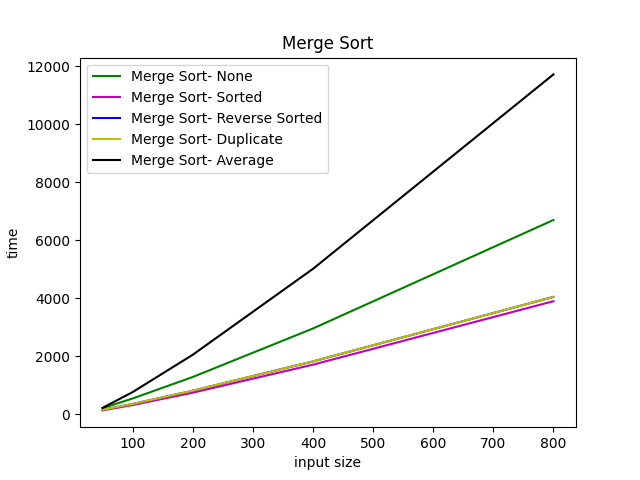 Merge Sort
12000
10000
8000
6000
4000
2000
0
time
Merge Sort- None
Merge Sort- Sorted
Merge Sort- Reverse Sorted
Merge Sort- Duplicate
Merge Sort- Average
100 200 300 400 500 600 700 800
input size